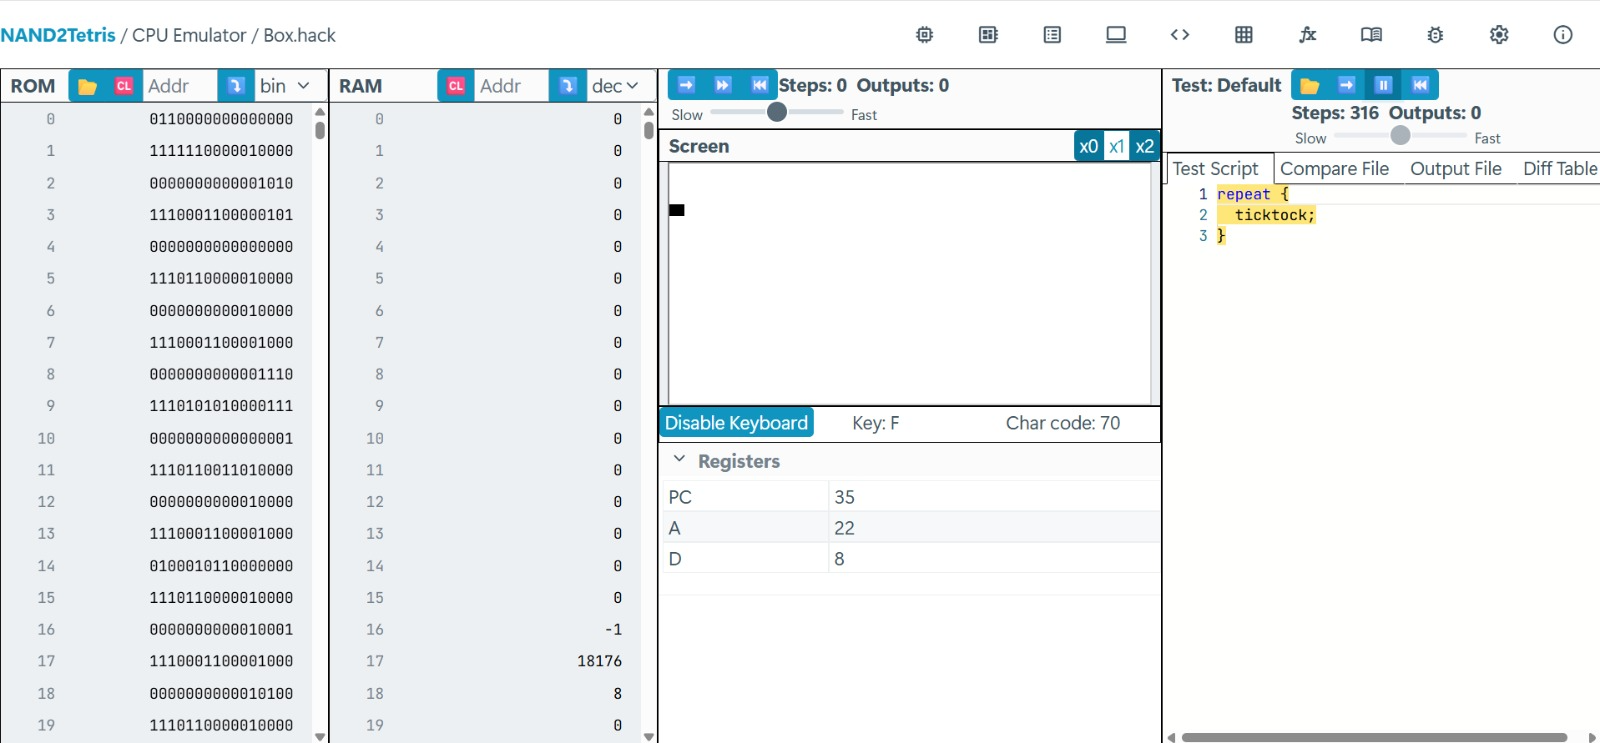 NAND2Tetris / CPU Emulator / Box.hack
ROM CL Addr bin
0 0110000000000000
1 1111110000010000
2 0000000000001010
3 1110001100000101
4 0000000000000000
5 1110110000010000
6 0000000000010000
7 1110001100001000
8 0000000000001110
9 1110101010000111
10 0000000000000001
11 1110110011010000
12 0000000000010000
13 1110001100001000
14 0100010110000000
15 1110110000010000
16 0000000000010001
17 1110001100001000
18 0000000000010100
19 1110110000010000
RAM CL Addr dec
0 0
1 0
2 0
3 0
4 0
5 0
6 0
7 0
8 0
9 0
10 0
11 0
12 0
13 0
14 0
15 0
16 -1
17 18176
18 8
19 0
Steps: 0 Outputs: 0
Slow Fast
Screen x0 x1 x2
Disable Keyboard Key: F Char code: 70
Registers
PC 35
A 22
D 8
Test: Default
Steps: 316 Outputs: 0
Slow Fast
Test Script Compare File Output File Diff Table
1 repeat {
2 ticktock;
3 }